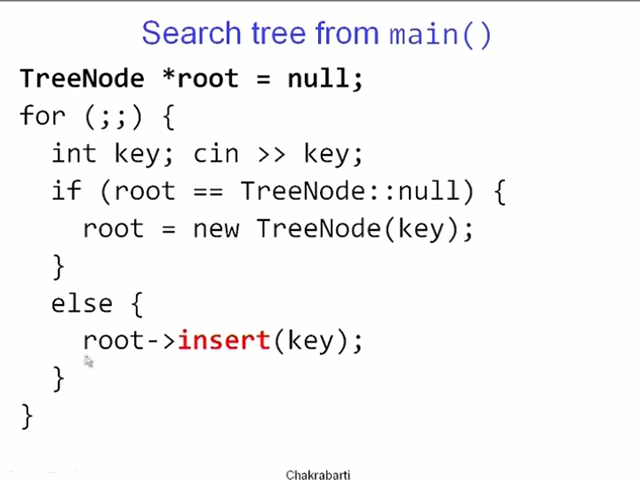 Search tree from main()
TreeNode *root = null;
for (;;) {
int key; cin >> key;
if (root == TreeNode::null) {
root = new TreeNode(key);
}
else {
root->insert(key);
}
}
Chakrabarti